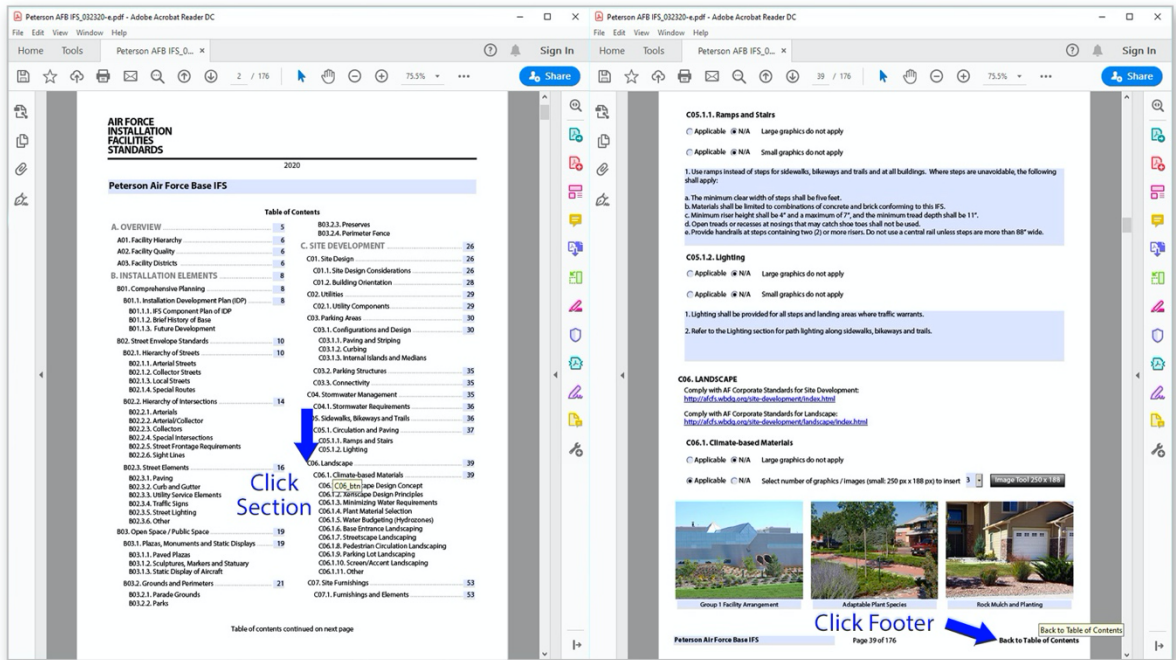 Peterson AFB IFS_032320-e.pdf - Adobe Acrobat Reader DC
File Edit View Window Help
Home Tools Peterson AFB IFS_0... × Sign In
2 / 176 75.5% Share
AIR FORCE
INSTALLATION
FACILITIES
STANDARDS
2020
Peterson Air Force Base IFS
Table of Contents
A. OVERVIEW 5
A01. Facility Hierarchy 6
A02. Facility Quality 6
A03. Facility Districts 6
B. INSTALLATION ELEMENTS 8
B01. Comprehensive Planning 8
B01.1. Installation Development Plan (IDP) 8
B01.1.1. IFS Component Plan of IDP
B01.1.2. Brief History of Base
B01.1.3. Future Development
B02. Street Envelope Standards 10
B02.1. Hierarchy of Streets 10
B02.1.1. Arterial Streets
B02.1.2. Collector Streets
B02.1.3. Local Streets
B02.1.4. Special Routes
B02.2. Hierarchy of Intersections 14
B02.2.1. Arterials
B02.2.2. Arterial/Collector
B02.2.3. Collectors
B02.2.4. Special Intersections
B02.2.5. Street Frontage Requirements
B02.2.6. Sight Lines
B02.3. Street Elements 16
B02.3.1. Paving
B02.3.2. Curb and Gutter
B02.3.3. Utility Service Elements
B02.3.4. Traffic Signs
B02.3.5. Street Lighting
B02.3.6. Other
B03. Open Space / Public Space 19
B03.1. Plazas, Monuments and Static Displays 19
B03.1.1. Paved Plazas
B03.1.2. Sculptures, Markers and Statuary
B03.1.3. Static Display of Aircraft
B03.2. Grounds and Perimeters 21
B03.2.1. Parade Grounds
B03.2.2. Parks
B03.2.3. Preserves
B03.2.4. Perimeter Fence
C. SITE DEVELOPMENT 26
C01. Site Design 26
C01.1. Site Design Considerations 26
C01.2. Building Orientation 28
C02. Utilities 29
C02.1. Utility Components 29
C03. Parking Areas 30
C03.1. Configurations and Design 30
C03.1.1. Paving and Striping
C03.1.2. Curbing
C03.1.3. Internal Islands and Medians
C03.2. Parking Structures 35
C03.3. Connectivity 35
C04. Stormwater Management 35
C04.1. Stormwater Requirements 36
5. Sidewalks, Bikeways and Trails 36
C05.1. Circulation and Paving 37
C05.1.1. Ramps and Stairs
C05.1.2. Lighting
C06. Landscape 39
C06.1. Climate-based Materials 39
C06. C06_btn cape Design Concept
C06.1.2. Xeriscape Design Principles
C06.1.3. Minimizing Water Requirements
C06.1.4. Plant Material Selection
C06.1.5. Water Budgeting (Hydrozones)
C06.1.6. Base Entrance Landscaping
C06.1.7. Streetscape Landscaping
C06.1.8. Pedestrian Circulation Landscaping
C06.1.9. Parking Lot Landscaping
C06.1.10. Screen/Accent Landscaping
C06.1.11. Other
C07. Site Furnishings 53
C07.1. Furnishings and Elements 53
Click
Section
Table of contents continued on next page
Peterson AFB IFS_032320-e.pdf - Adobe Acrobat Reader DC
File Edit View Window Help
Home Tools Peterson AFB IFS_0... × Sign In
39 / 176 75.5% Share
C05.1.1. Ramps and Stairs
Applicable N/A Large graphics do not apply
Applicable N/A Small graphics do not apply
1. Use ramps instead of steps for sidewalks, bikeways and trails and at all buildings. Where steps are unavoidable, the following
shall apply:
a. The minimum clear width of steps shall be five feet.
b. Materials shall be limited to combinations of concrete and brick conforming to this IFS.
c. Minimum riser height shall be 4" and a maximum of 7", and the minimum tread depth shall be 11".
d. Open treads or recesses at nosings that may catch shoe toes shall not be used.
e. Provide handrails at steps containing two (2) or more risers. Do not use a central rail unless steps are more than 88" wide.
C05.1.2. Lighting
Applicable N/A Large graphics do not apply
Applicable N/A Small graphics do not apply
1. Lighting shall be provided for all steps and landing areas where traffic warrants.
2. Refer to the Lighting section for path lighting along sidewalks, bikeways and trails.
C06. LANDSCAPE
Comply with AF Corporate Standards for Site Development:
http://afcfs.wbdg.org/site-development/index.html
Comply with AF Corporate Standards for Landscape:
http://afcfs.wbdg.org/site-development/landscape/index.html
C06.1. Climate-based Materials
Applicable N/A Large graphics do not apply
Applicable N/A Select number of graphics / images (small: 250 px x 188 px) to insert 3 Image Tool 250 x 188
Group 1 Facility Arrangement Adaptable Plant Species Rock Mulch and Planting
Click Footer
Back to Table of Contents
Peterson Air Force Base IFS Page 39 of 176 Back to Table of Contents